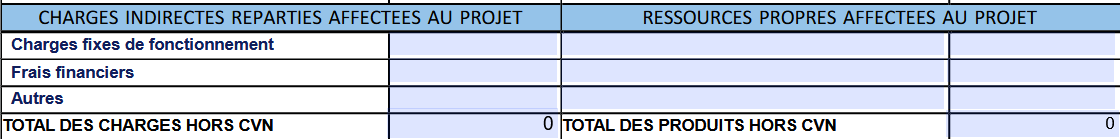 CHARGES INDIRECTES REPARTIES AFFECTEES AU PROJET RESSOURCES PROPRES AFFECTEES AU PROJET
Charges fixes de fonctionnement
Frais financiers
Autres
TOTAL DES CHARGES HORS CVN 0 TOTAL DES PRODUITS HORS CVN 0